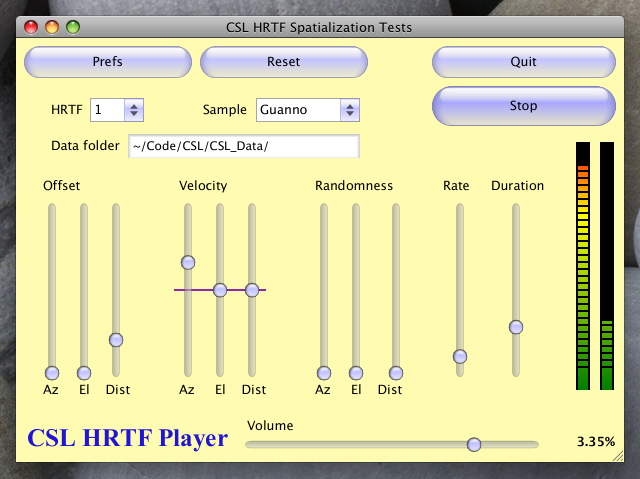 CSL HRTF Spatialization Tests
Prefs Reset Quit
HRTF 1 Sample Guanno Stop
Data folder ~/Code/CSL/CSL_Data/
Offset Velocity Randomness Rate Duration
Az El Dist Az El Dist Az El Dist
Volume
CSL HRTF Player 3.35%